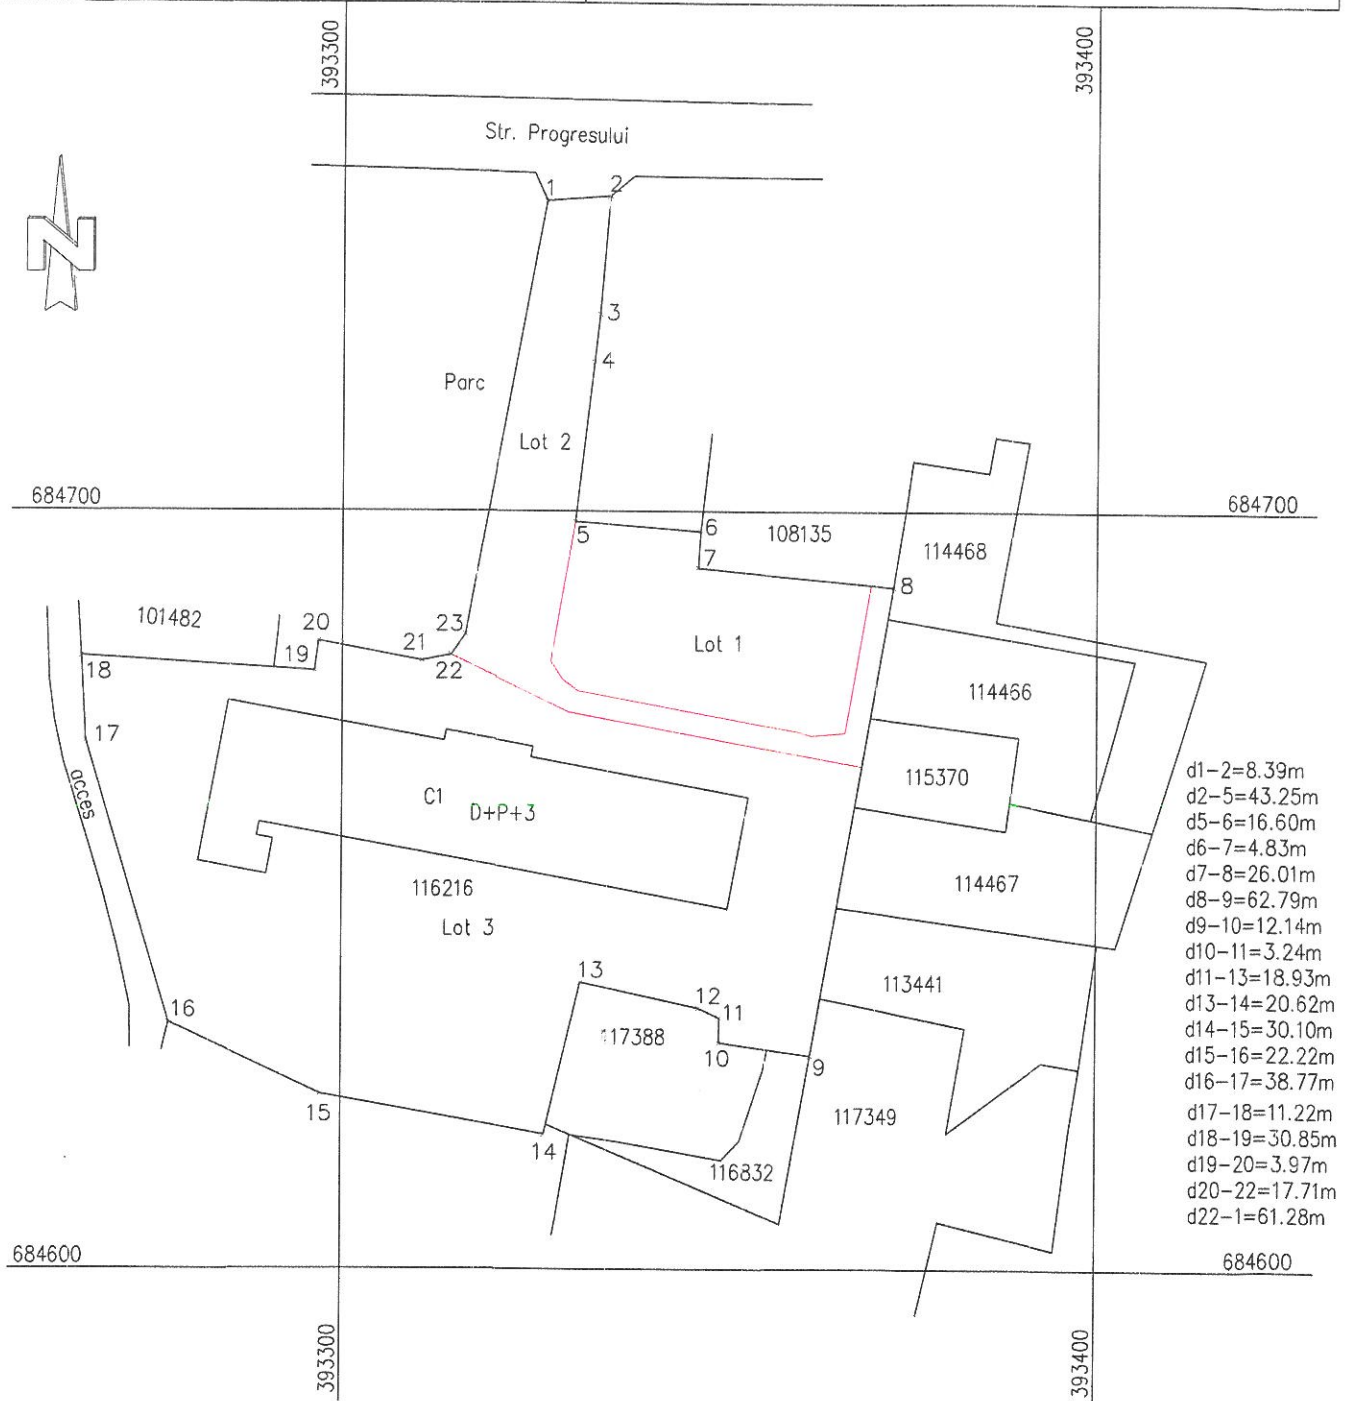 393300
393400
Str. Progresului
1
2
N
3
4
Parc
Lot 2
684700
684700
5
6
108135
7
114468
8
101482
20
23
21
19
Lot 1
18
22
114466
17
115370
acces
C1
D+P+3
116216
114467
Lot 3
13
113441
12
16
11
117388
10
9
15
117349
14
116832
d1-2=8.39m
d2-5=43.25m
d5-6=16.60m
d6-7=4.83m
d7-8=26.01m
d8-9=62.79m
d9-10=12.14m
d10-11=3.24m
d11-13=18.93m
d13-14=20.62m
d14-15=30.10m
d15-16=22.22m
d16-17=38.77m
d17-18=11.22m
d18-19=30.85m
d19-20=3.97m
d20-22=17.71m
d22-1=61.28m
684600
684600
393300
393400